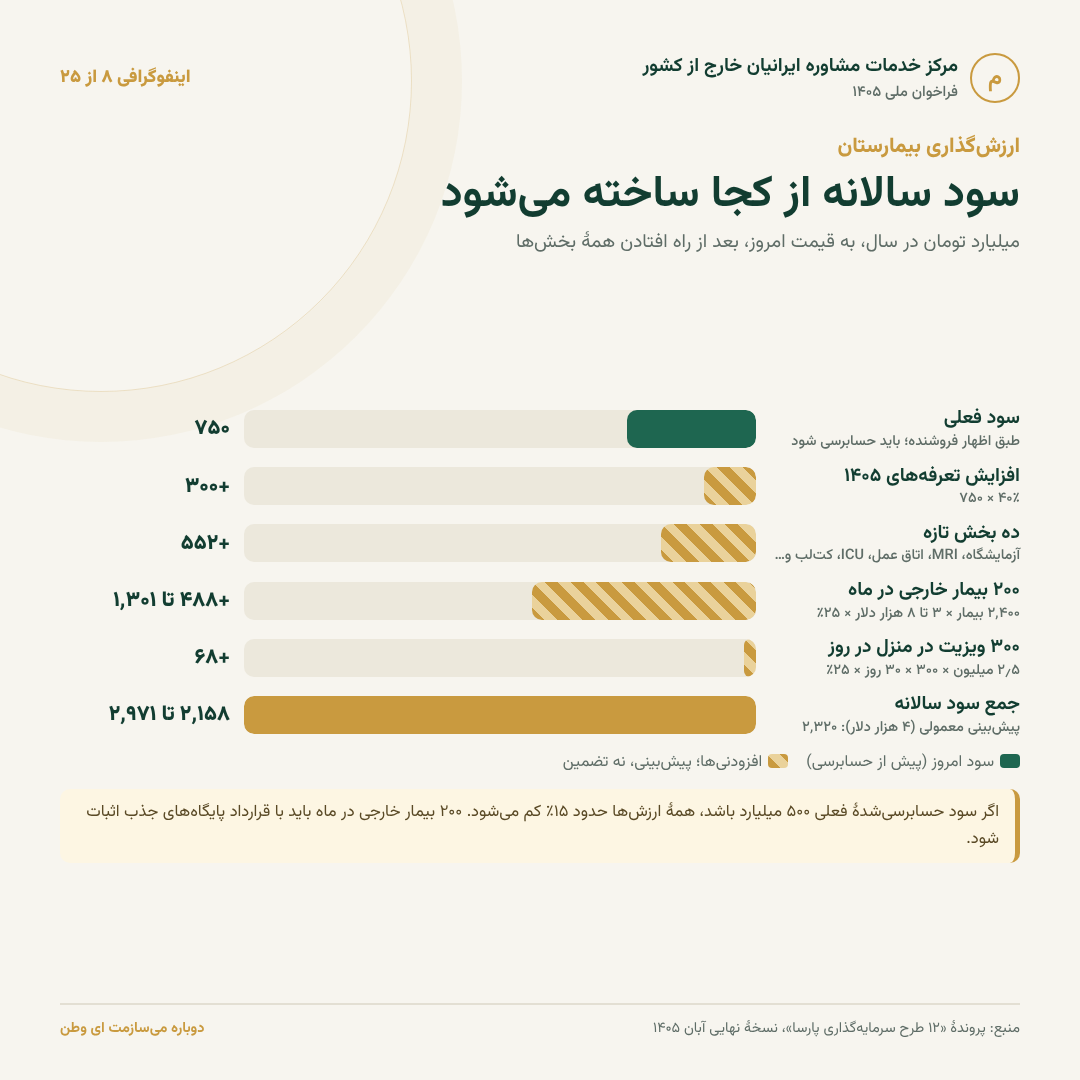 م
مرکز خدمات مشاوره ایرانیان خارج از کشور
فراخوان ملی ۱۴۰۵
اینفوگرافی ۸ از ۲۵
ارزش‌گذاری بیمارستان
سود سالانه از کجا ساخته می‌شود
میلیارد تومان در سال، به قیمت امروز، بعد از راه افتادن همهٔ بخش‌ها
سود فعلی
طبق اظهار فروشنده؛ باید حسابرسی شود
۷۵۰
افزایش تعرفه‌های ۱۴۰۵
۷۵۰ × ۴۰٪
+۳۰۰
ده بخش تازه
آزمایشگاه، MRI، اتاق عمل، ICU، کت‌لب و…
+۵۵۲
۲۰۰ بیمار خارجی در ماه
۲,۴۰۰ بیمار × ۳ تا ۸ هزار دلار × ۲۵٪
+۴۸۸ تا ۱,۳۰۱
۳۰۰ ویزیت در منزل در روز
۲٫۵ میلیون × ۳۰۰ × ۳۰ روز × ۲۵٪
+۶۸
جمع سود سالانه
پیش‌بینی معمولی (۴ هزار دلار): ۲,۳۲۰
۲,۱۵۸ تا ۲,۹۷۱
سود امروز (پیش از حسابرسی)
افزودنی‌ها؛ پیش‌بینی، نه تضمین
اگر سود حسابرسی‌شدهٔ فعلی ۵۰۰ میلیارد باشد، همهٔ ارزش‌ها حدود ۱۵٪ کم می‌شود. ۲۰۰ بیمار خارجی در ماه باید با قرارداد پایگاه‌های جذب اثبات
شود.
منبع: پروندهٔ «۱۲ طرح سرمایه‌گذاری پارسا»، نسخهٔ نهایی آبان ۱۴۰۵
دوباره می‌سازمت ای وطن